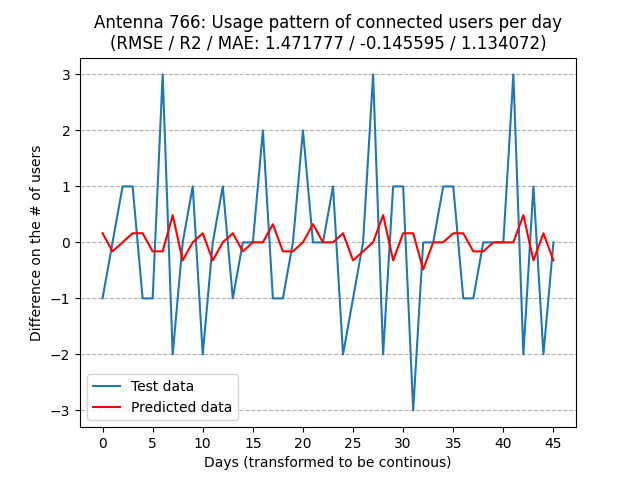 Antenna 766: Usage pattern of connected users per day
(RMSE / R2 / MAE: 1.471777 / -0.145595 / 1.134072)
Difference on the # of users
3
2
1
0
−1
−2
−3
Test data
Predicted data
0 5 10 15 20 25 30 35 40 45
Days (transformed to be continous)